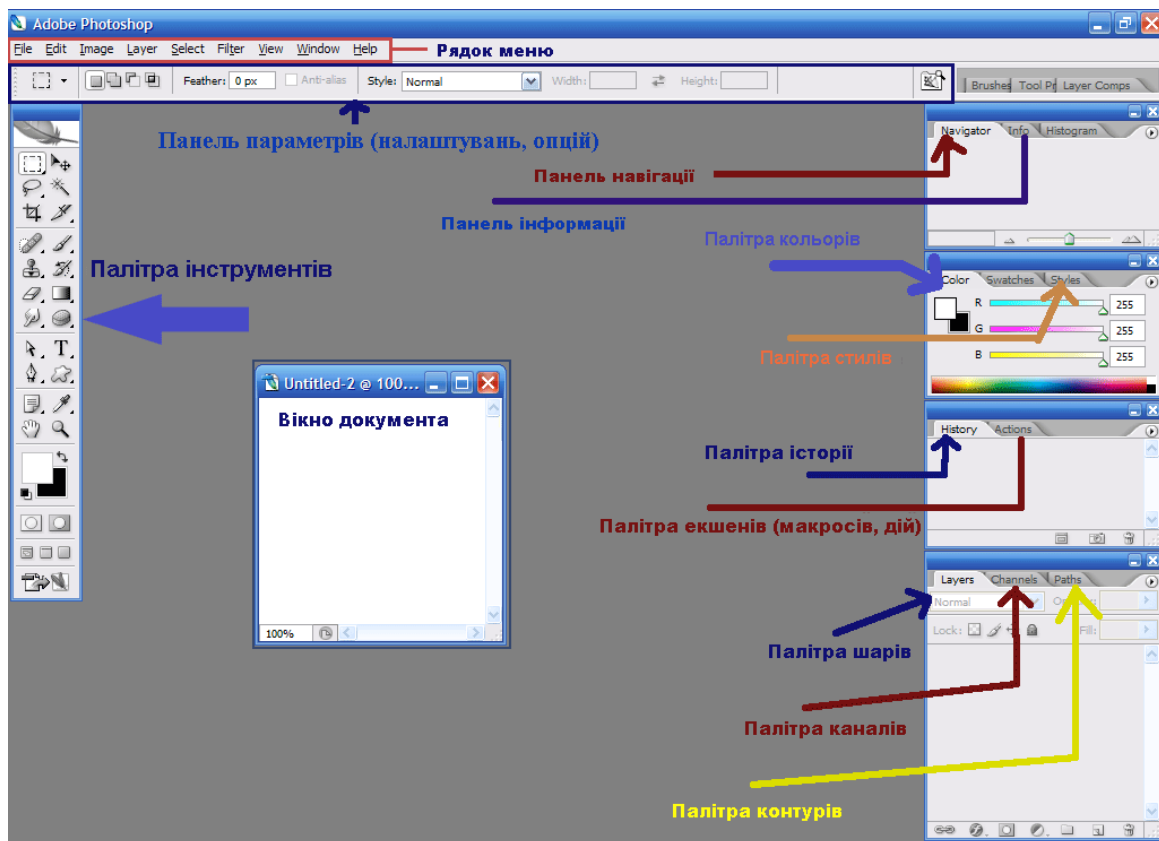 Adobe Photoshop
File Edit Image Layer Select Filter View Window Help
Рядок меню
Feather: 0 px Anti-alias Style: Normal Width: Height:
Brushes Tool Pr Layer Comps
Панель параметрів (налаштувань, опцій)
Navigator Info Histogram
Панель навігації
Панель інформації
Палітра кольорів
Палітра інструментів
Color Swatches Styles
R 255
G 255
B 255
Палітра стилів
Untitled-2 @ 100...
Вікно документа
100%
History Actions
Палітра історії
Палітра екшенів (макросів, дій)
Layers Channels Paths
Normal
Lock: Fill:
Палітра шарів
Палітра каналів
Палітра контурів
T